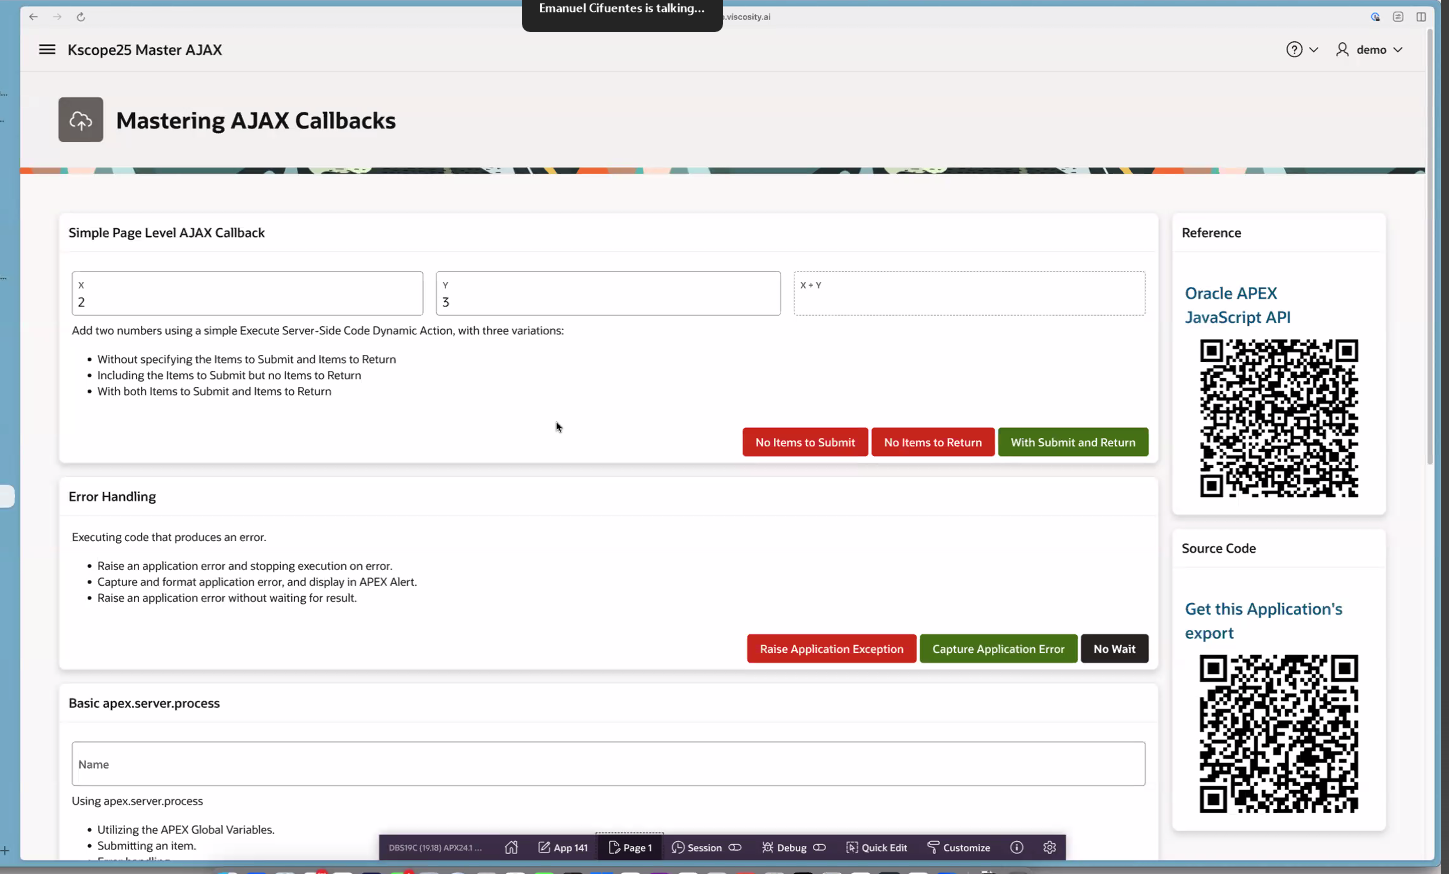 Emanuel Cifuentes is talking...
.viscosity.ai
Kscope25 Master AJAX
demo
Mastering AJAX Callbacks
Simple Page Level AJAX Callback
Reference
X
2
Y
3
X + Y
Add two numbers using a simple Execute Server-Side Code Dynamic Action, with three variations:
Without specifying the Items to Submit and Items to Return
Including the Items to Submit but no Items to Return
With both Items to Submit and Items to Return
No Items to Submit
No Items to Return
With Submit and Return
Oracle APEX
JavaScript API
Error Handling
Executing code that produces an error.
Raise an application error and stopping execution on error.
Capture and format application error, and display in APEX Alert.
Raise an application error without waiting for result.
Raise Application Exception
Capture Application Error
No Wait
Source Code
Get this Application's
export
Basic apex.server.process
Name
Using apex.server.process
Utilizing the APEX Global Variables.
Submitting an item.
Error handling
DBS19C (19.18) APX24.1 ...
App 141
Page 1
Session
Debug
Quick Edit
Customize